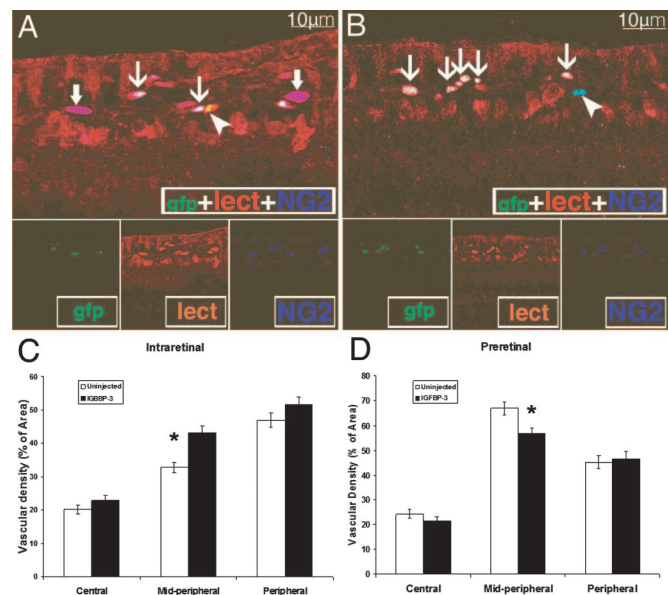 A
10µm
gfp+lect+NG2
gfp
lect
NG2
B
10µm
gfp+lect+NG2
gfp
lect
NG2
C
Intraretinal
Vascular density (% of Area)
60
50
40
30
20
10
0
Uninjected
IGBBP-3
*
Central
Mid-peripheral
Peripheral
D
Preretinal
Vascular Density (% of Area)
80
70
60
50
40
30
20
10
0
Uninjected
IGFBP-3
*
Central
Mid-peripheral
Peripheral